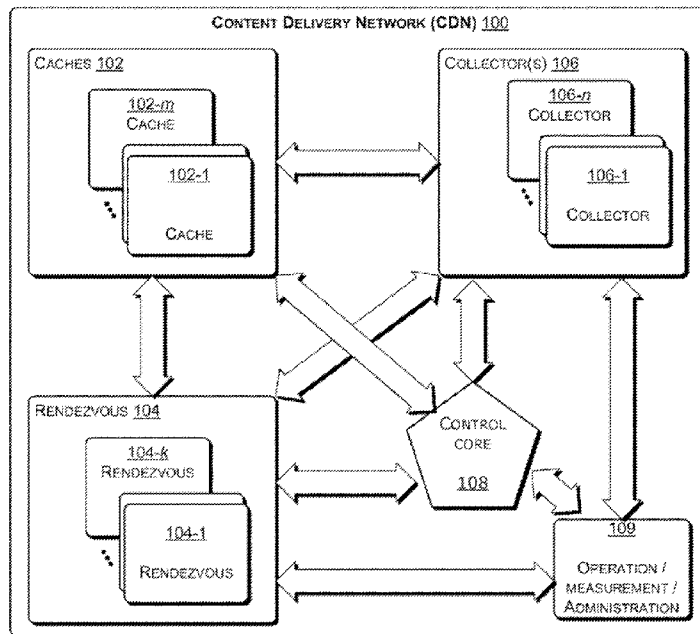 CONTENT DELIVERY NETWORK (CDN) 100
CACHES 102
102-m
CACHE
102-1
CACHE
COLLECTOR(S) 106
106-n
COLLECTOR
106-1
COLLECTOR
RENDEZVOUS 104
104-k
RENDEZVOUS
104-1
RENDEZVOUS
CONTROL
CORE
108
109
OPERATION /
MEASUREMENT /
ADMINISTRATION